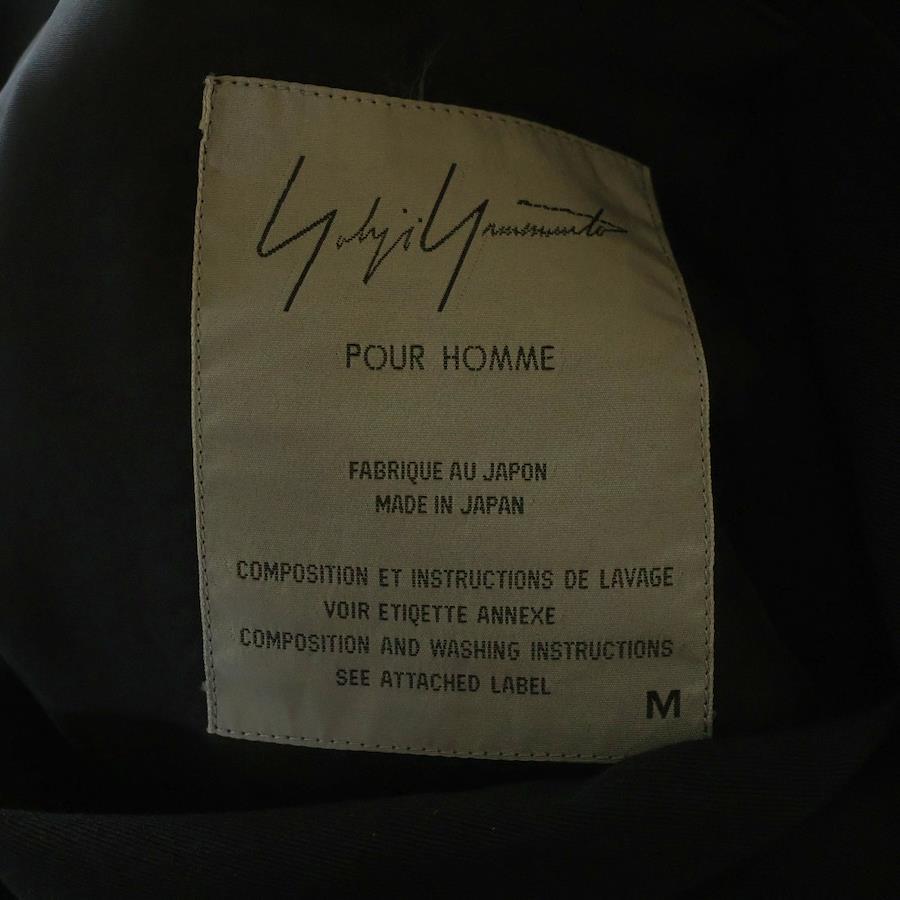 Yohji Yamamoto
POUR HOMME
FABRIQUE AU JAPON
MADE IN JAPAN
COMPOSITION ET INSTRUCTIONS DE LAVAGE
VOIR ETIQETTE ANNEXE
COMPOSITION AND WASHING INSTRUCTIONS
SEE ATTACHED LABEL
M